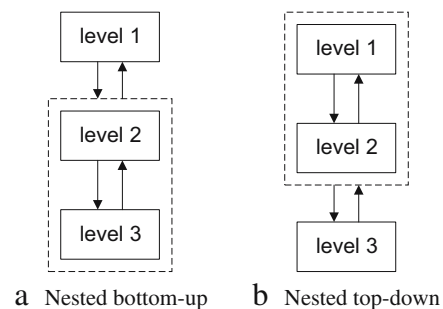 level 1
level 2
level 3
a Nested bottom-up
level 1
level 2
level 3
b Nested top-down